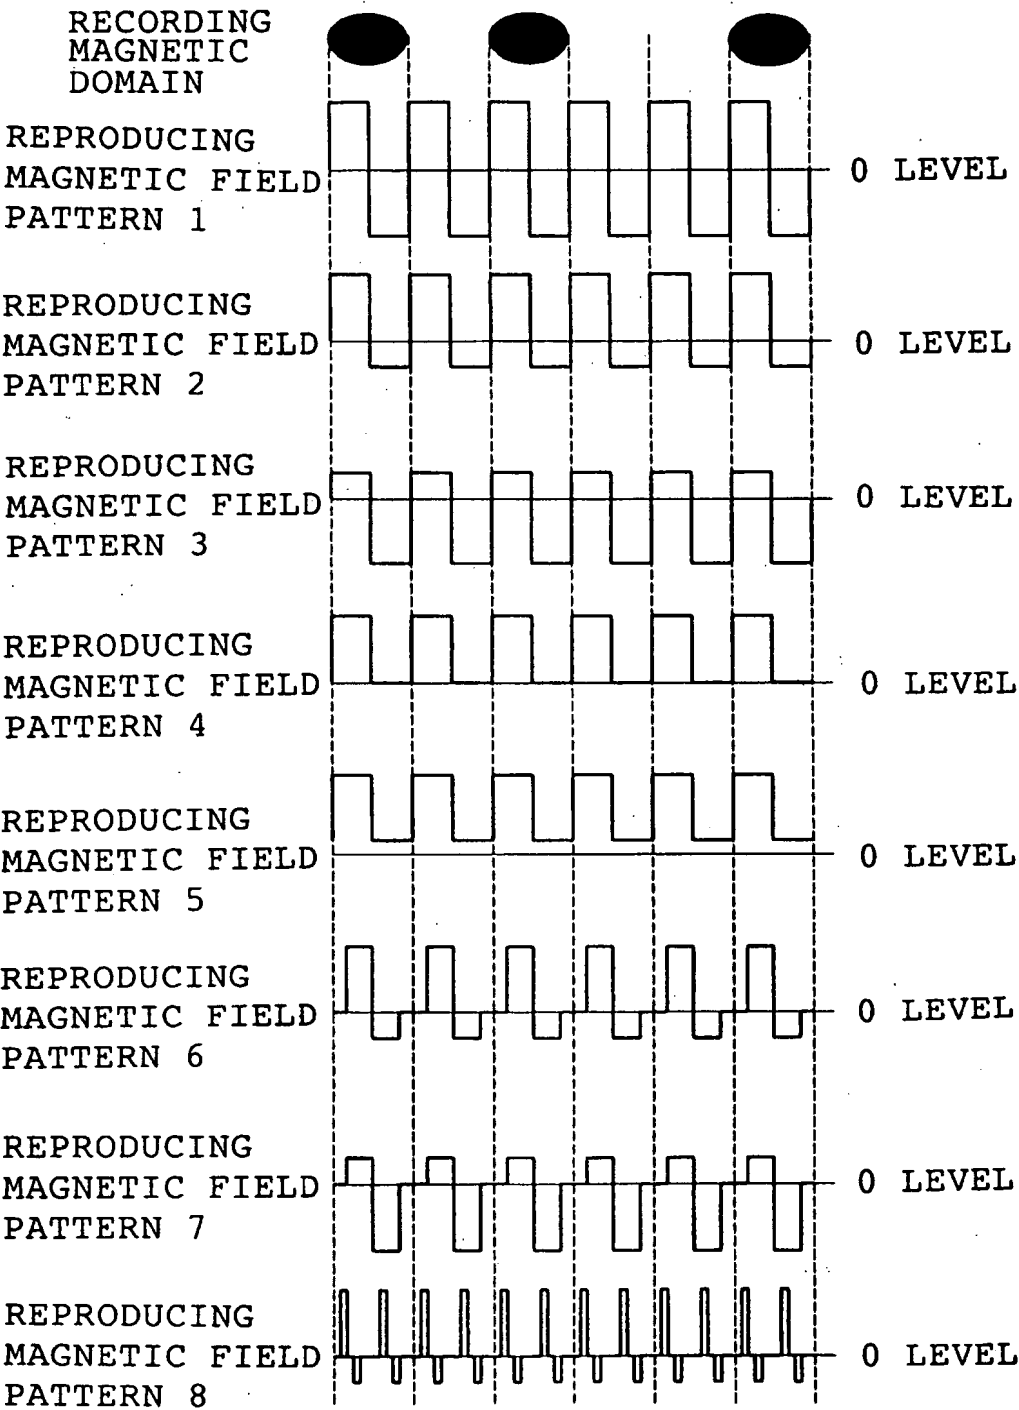 RECORDING
MAGNETIC
DOMAIN
REPRODUCING
MAGNETIC FIELD
PATTERN 1
0 LEVEL
REPRODUCING
MAGNETIC FIELD
PATTERN 2
0 LEVEL
REPRODUCING
MAGNETIC FIELD
PATTERN 3
0 LEVEL
REPRODUCING
MAGNETIC FIELD
PATTERN 4
0 LEVEL
REPRODUCING
MAGNETIC FIELD
PATTERN 5
0 LEVEL
REPRODUCING
MAGNETIC FIELD
PATTERN 6
0 LEVEL
REPRODUCING
MAGNETIC FIELD
PATTERN 7
0 LEVEL
REPRODUCING
MAGNETIC FIELD
PATTERN 8
0 LEVEL